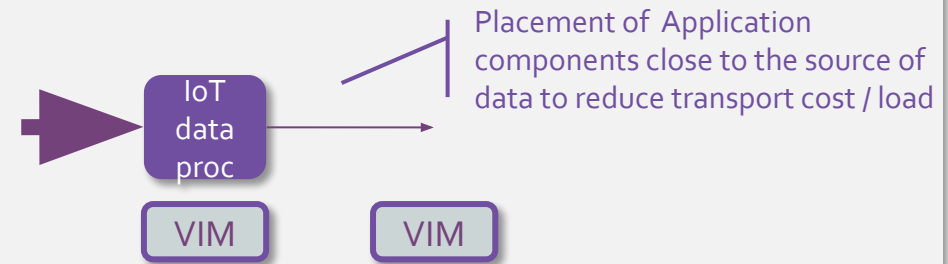 Placement of Application
components close to the source of
data to reduce transport cost / load
IoT
data
proc
VIM
VIM